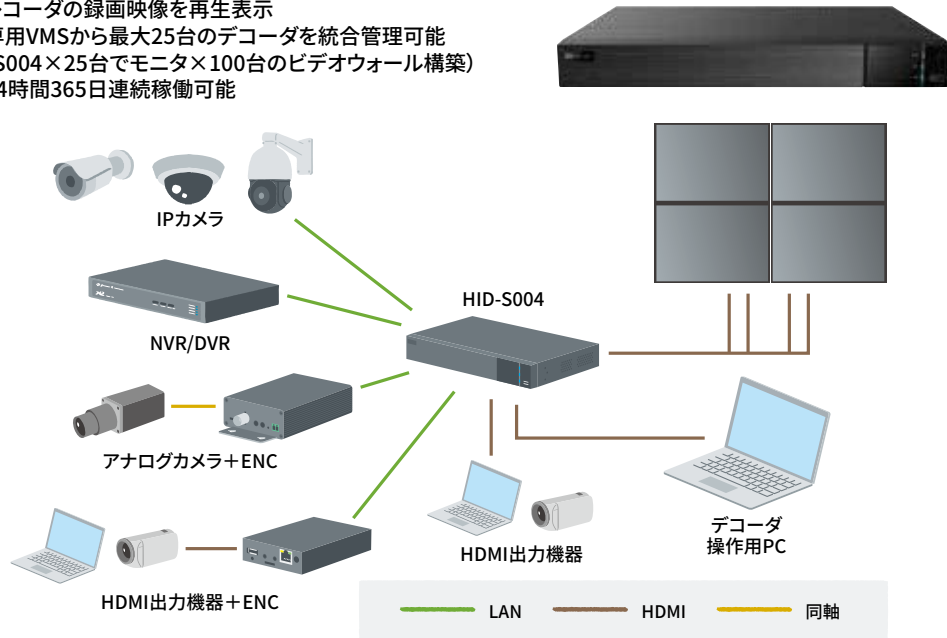 コーダの録画映像を再生表示
専用VMSから最大25台のデコーダを統合管理可能
S004×25台でモニタ×100台のビデオウォール構築）
4時間365日連続稼働可能
IPカメラ
HID-S004
NVR/DVR
アナログカメラ＋ENC
デコーダ
操作用PC
HDMI出力機器
HDMI出力機器＋ENC
LAN
HDMI
同軸